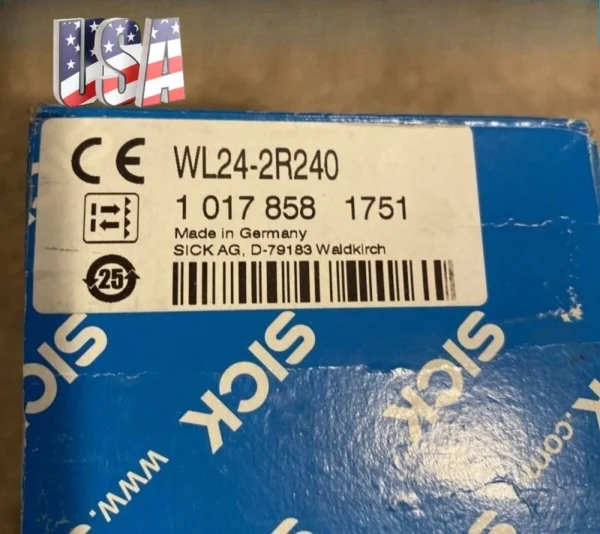 USA
CE WL24-2R240
1 017 858 1751
Made in Germany
SICK AG, D-79183 Waldkirch
25
SICK
SICK
SICK
www.
SICK
.com